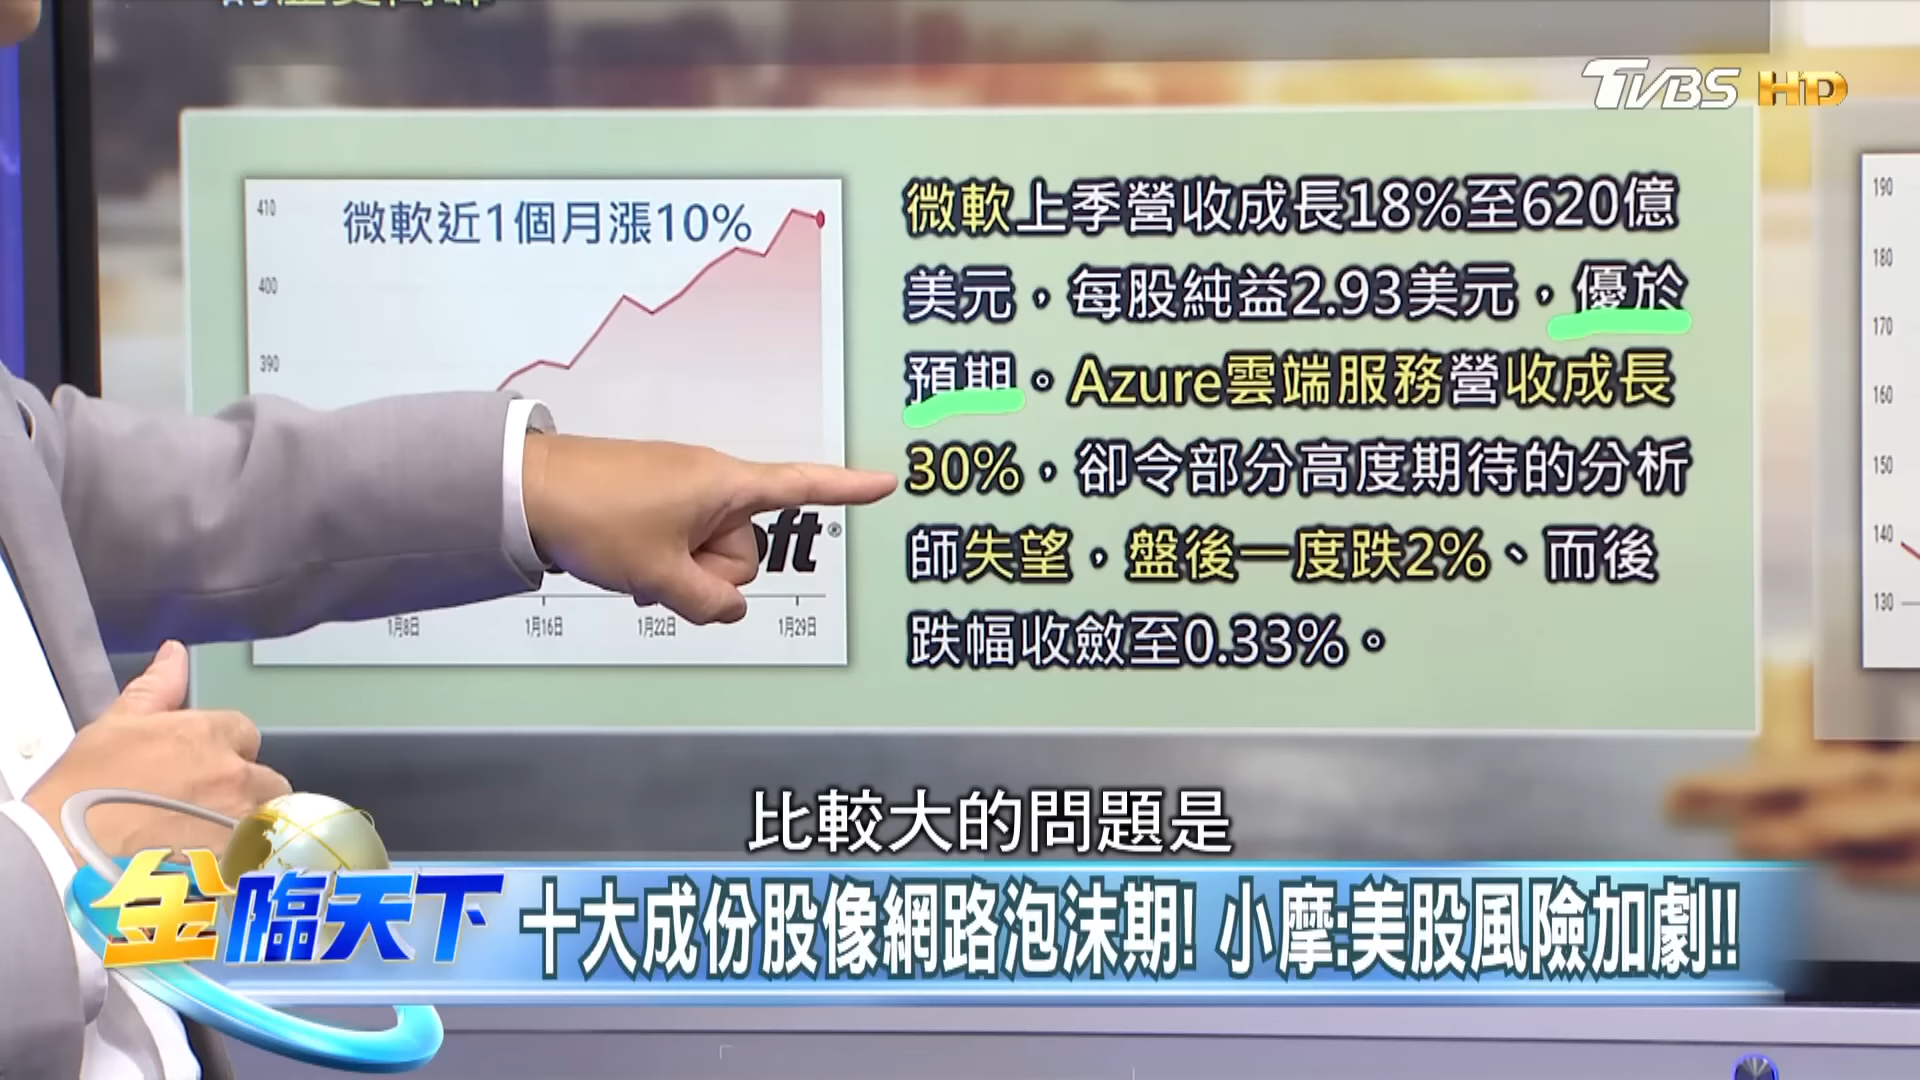 TVBS HD
410
微軟近1個月漲10%
400
390
oft®
1月8日
1月16日
1月22日
1月29日
微軟上季營收成長18%至620億
美元，每股純益2.93美元，優於
預期。Azure雲端服務營收成長
30%，卻令部分高度期待的分析
師失望，盤後一度跌2%、而後
跌幅收斂至0.33%。
190
180
170
160
150
140
130
比較大的問題是
金臨天下
十大成份股像網路泡沫期! 小摩:美股風險加劇!!